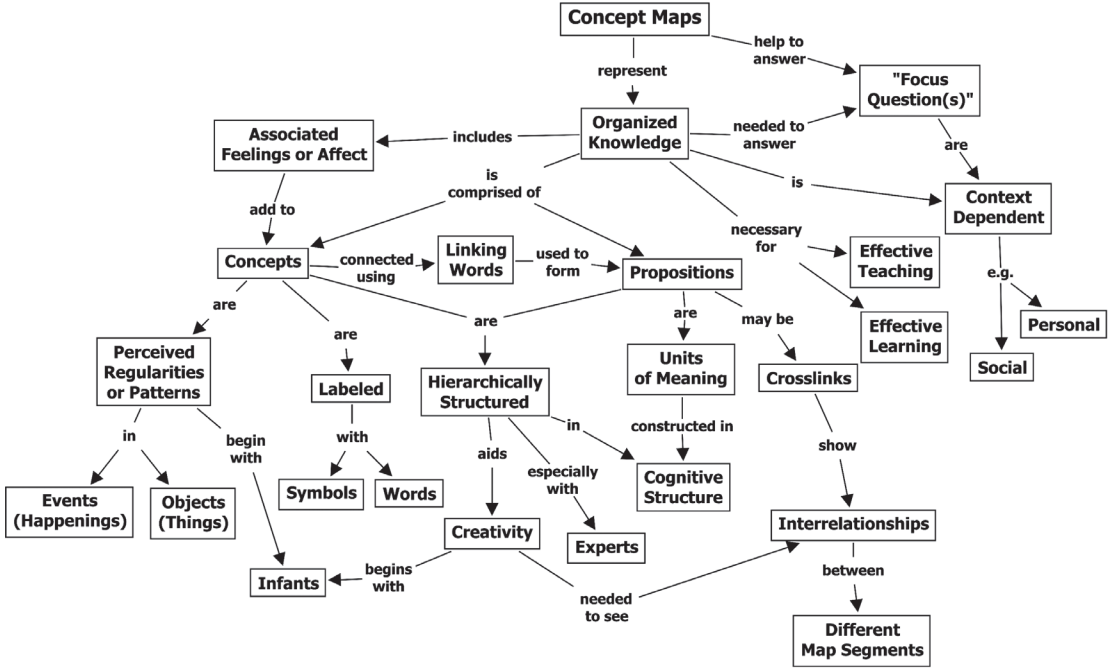 Concept Maps
help to
answer
represent
"Focus
Question(s)"
Organized
Knowledge
needed to
answer
includes
Associated
Feelings or Affect
are
is
comprised of
is
Context
Dependent
add to
necessary
for
Concepts
connected
using
Linking
Words
used to
form
Propositions
Effective
Teaching
e.g.
are
are
are
are
may be
Effective
Learning
Personal
Social
Perceived
Regularities
or Patterns
Labeled
Hierarchically
Structured
Units
of Meaning
Crosslinks
in
begin
with
with
aids
especially
with
in
constructed in
show
Events
(Happenings)
Objects
(Things)
Symbols
Words
Cognitive
Structure
Creativity
Experts
Interrelationships
Infants
begins
with
needed
to see
between
Different
Map Segments